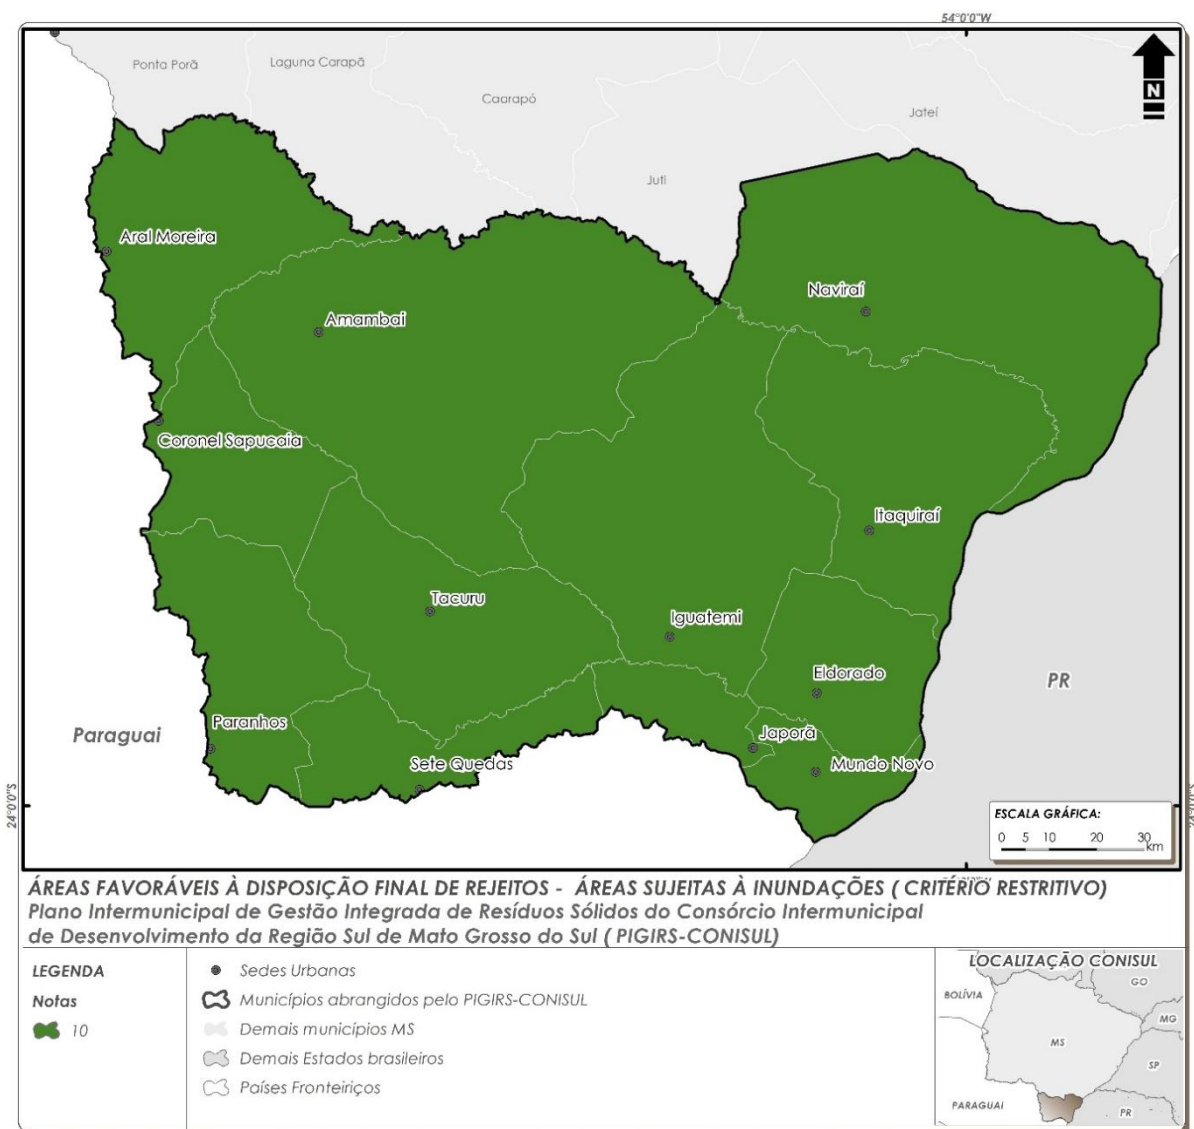 54°0'0"W
N
Ponta Porã
Laguna Carapã
Caarapó
Jateí
Juti
Aral Moreira
Naviraí
Amambai
Coronel Sapucaia
Itaquiraí
Tacuru
Iguatemi
Eldorado
PR
Paraguai
Paranhos
Japorã
Sete Quedas
Mundo Novo
24°0'0"S
ESCALA GRÁFICA:
0 5 10 20 30
km
ÁREAS FAVORÁVEIS À DISPOSIÇÃO FINAL DE REJEITOS - ÁREAS SUJEITAS À INUNDAÇÕES ( CRITÉRIO RESTRITIVO)
Plano Intermunicipal de Gestão Integrada de Resíduos Sólidos do Consórcio Intermunicipal
de Desenvolvimento da Região Sul de Mato Grosso do Sul ( PIGIRS-CONISUL)
LEGENDA
Notas
10
Sedes Urbanas
Municípios abrangidos pelo PIGIRS-CONISUL
Demais municípios MS
Demais Estados brasileiros
Países Fronteiriços
LOCALIZAÇÃO CONISUL
BOLÍVIA
GO
MG
MS
SP
PARAGUAI
PR